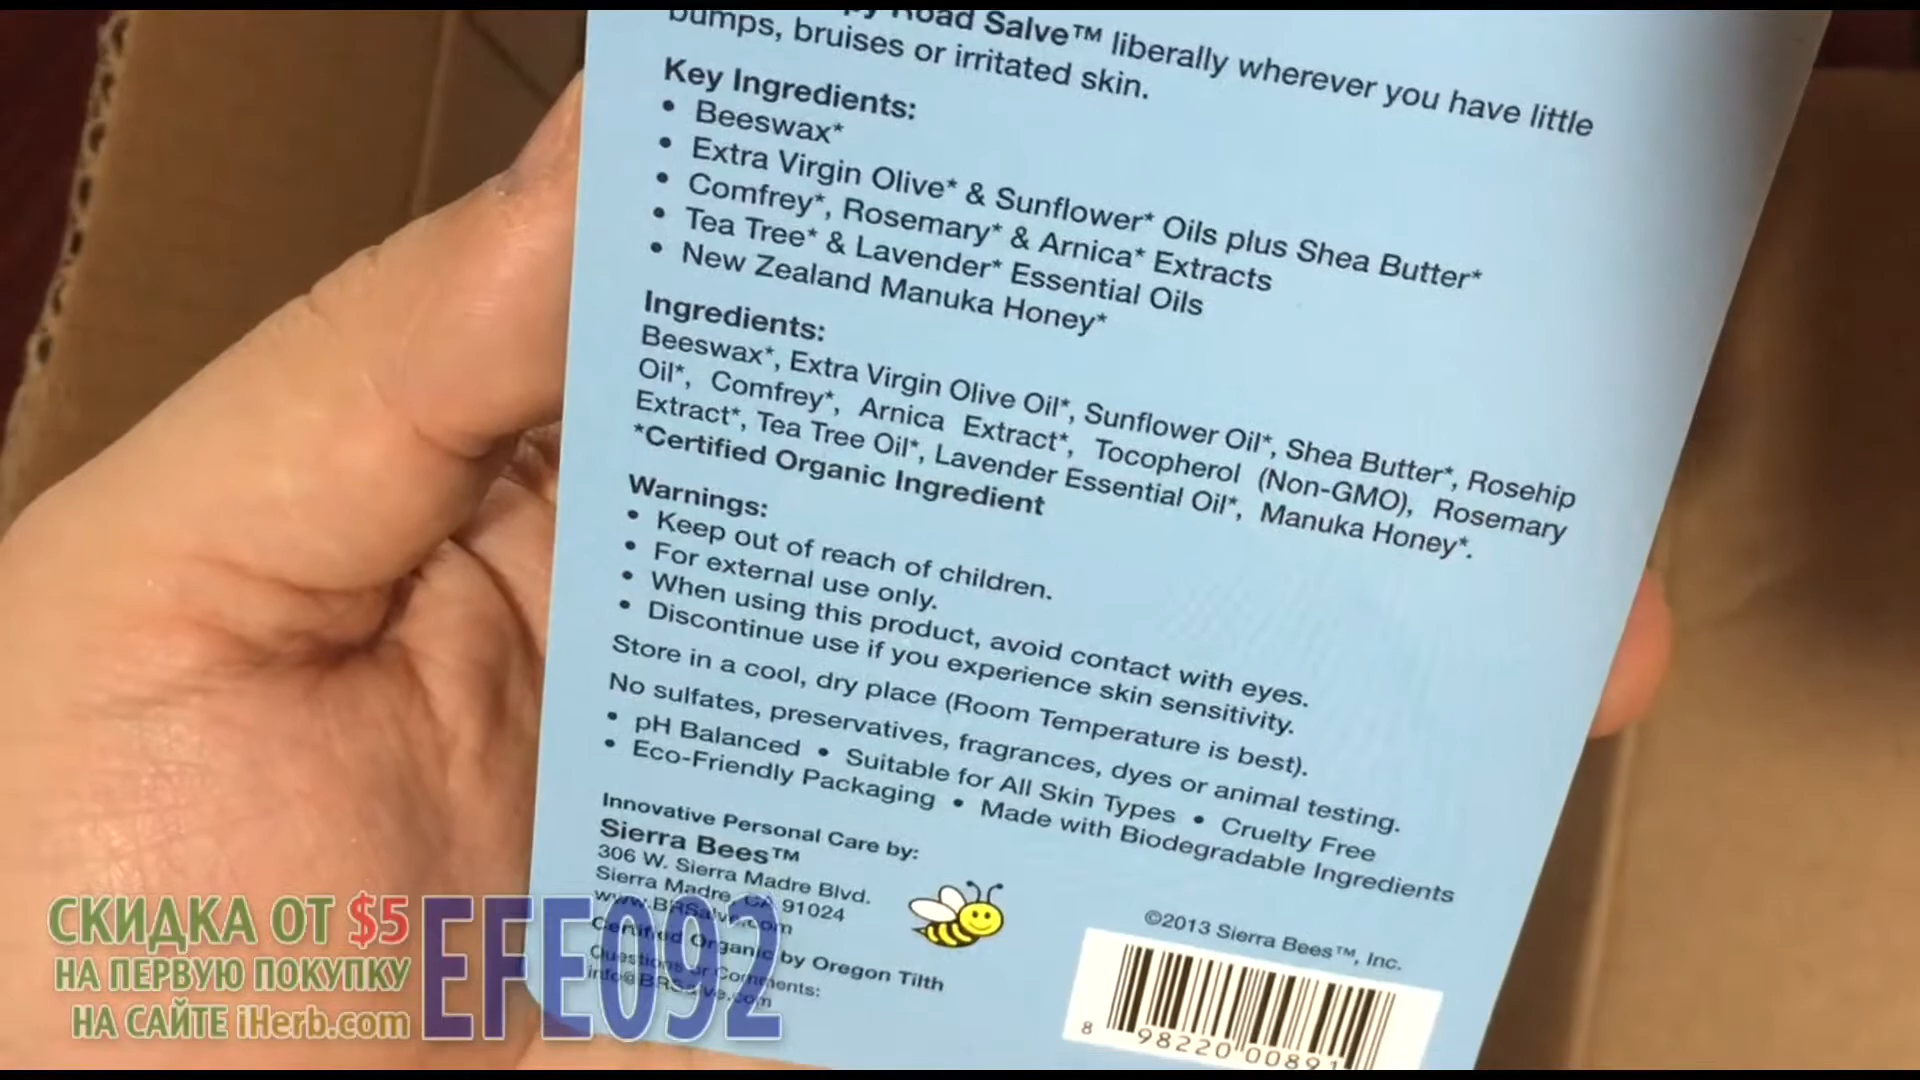 Road Salve™ liberally wherever you have little
bumps, bruises or irritated skin.
Key Ingredients:
• Beeswax*
• Extra Virgin Olive* & Sunflower* Oils plus Shea Butter*
• Comfrey*, Rosemary* & Arnica* Extracts
• Tea Tree* & Lavender* Essential Oils
• New Zealand Manuka Honey*
Ingredients:
Beeswax*, Extra Virgin Olive Oil*, Sunflower Oil*, Shea Butter*, Rosehip
Oil*, Comfrey*, Arnica Extract*, Tocopherol (Non-GMO), Rosemary
Extract*, Tea Tree Oil*, Lavender Essential Oil*, Manuka Honey*.
*Certified Organic Ingredient
Warnings:
• Keep out of reach of children.
• For external use only.
• When using this product, avoid contact with eyes.
• Discontinue use if you experience skin sensitivity.
Store in a cool, dry place (Room Temperature is best).
No sulfates, preservatives, fragrances, dyes or animal testing.
• pH Balanced • Suitable for All Skin Types • Cruelty Free
• Eco-Friendly Packaging • Made with Biodegradable Ingredients
Innovative Personal Care by:
Sierra Bees™
306 W. Sierra Madre Blvd.
Sierra Madre, CA 91024
www.BRSalve.com
Certified Organic by Oregon Tilth
Questions or Comments:
info@BRSalve.com
©2013 Sierra Bees™, Inc.
8 98220 00891
СКИДКА ОТ $5
НА ПЕРВУЮ ПОКУПКУ
НА САЙТЕ iHerb.com
EFE092